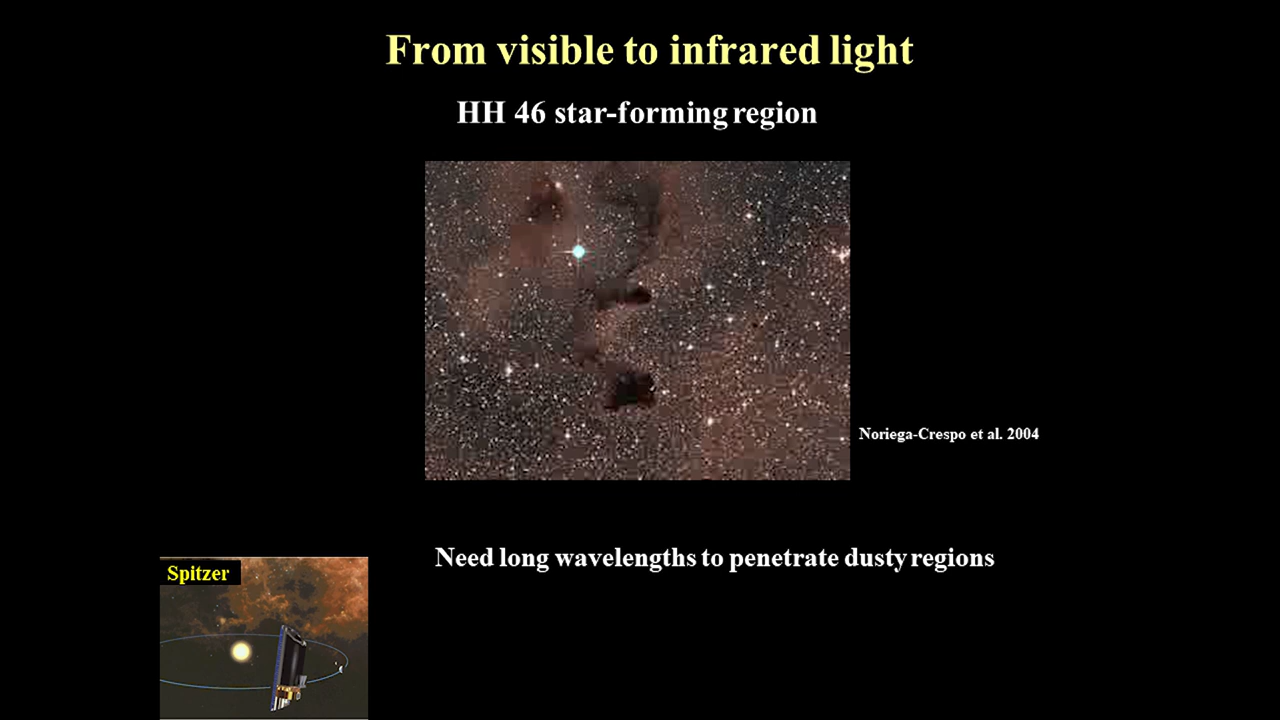 From visible to infrared light
HH 46 star-forming region
Noriega-Crespo et al. 2004
Need long wavelengths to penetrate dusty regions
Spitzer